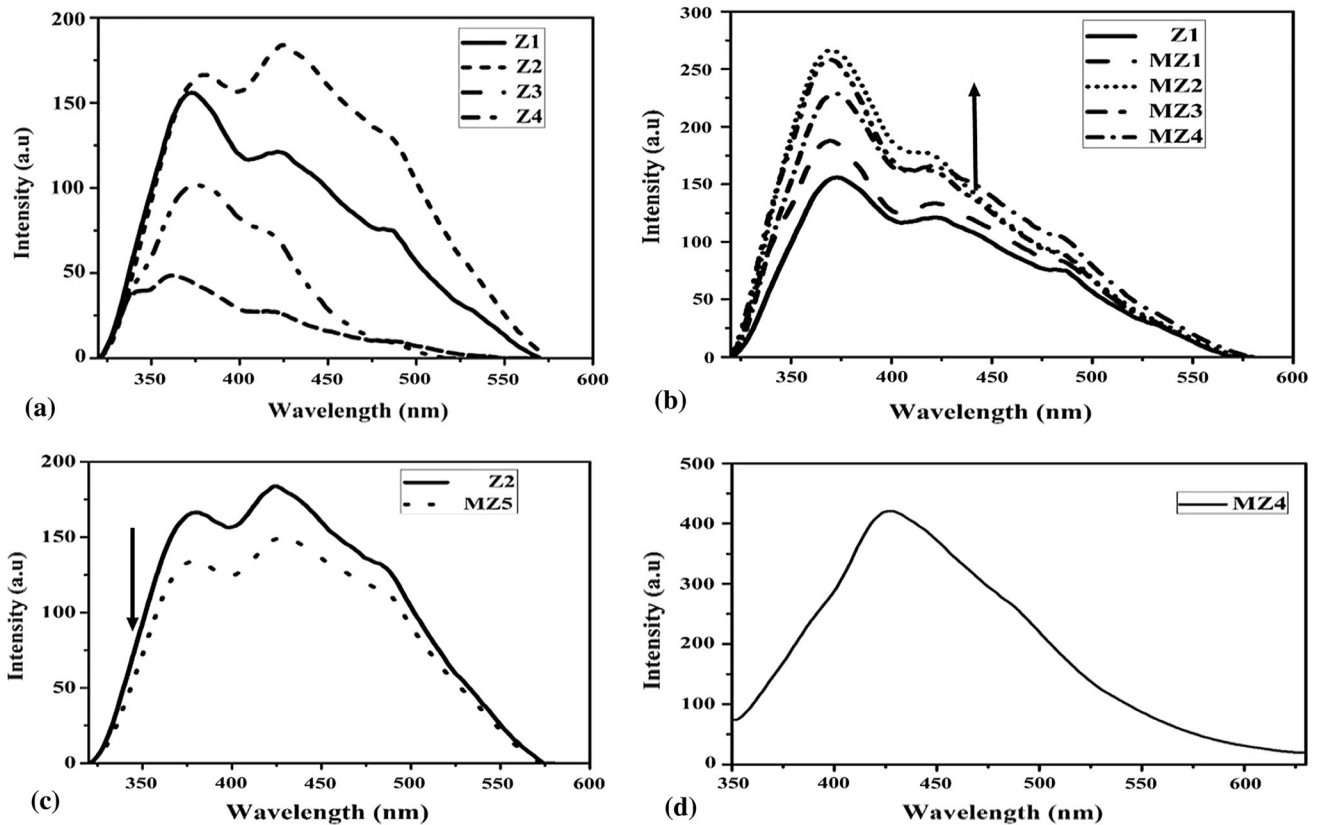 200
150
100
50
0
Intensity (a.u)
Z1
Z2
Z3
Z4
350 400 450 500 550 600
Wavelength (nm)
(a)
300
250
200
150
100
50
0
Intensity (a.u)
Z1
MZ1
MZ2
MZ3
MZ4
350 400 450 500 550 600
Wavelength (nm)
(b)
200
150
100
50
0
Intensity (a.u)
Z2
MZ5
350 400 450 500 550 600
Wavelength (nm)
(c)
500
400
300
200
100
0
Intensity (a.u)
MZ4
350 400 450 500 550 600
Wavelength (nm)
(d)